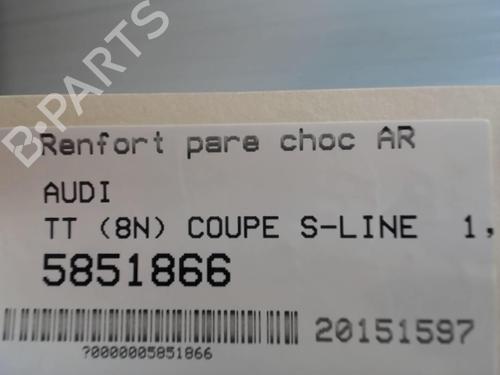 B-PARTS
Renfort pare choc AR
AUDI
TT (8N) COUPE S-LINE 1,
5851866
20151597
?0000005851866